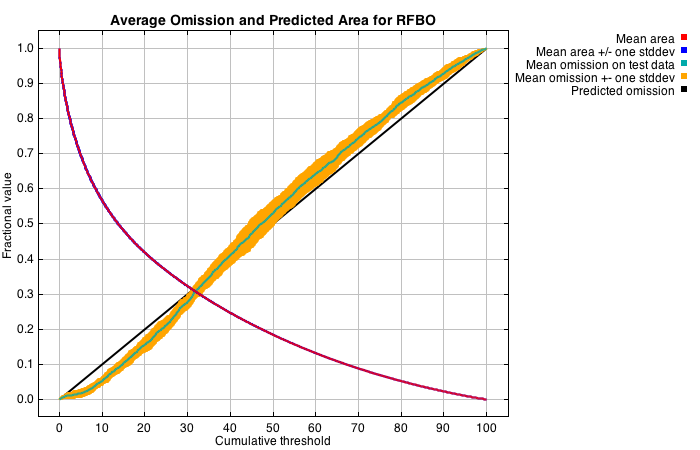 Average Omission and Predicted Area for RFBO
Mean area
Mean area +/- one stddev
Mean omission on test data
Mean omission +- one stddev
Predicted omission
Fractional value
1.0
0.9
0.8
0.7
0.6
0.5
0.4
0.3
0.2
0.1
0.0
0 10 20 30 40 50 60 70 80 90 100
Cumulative threshold